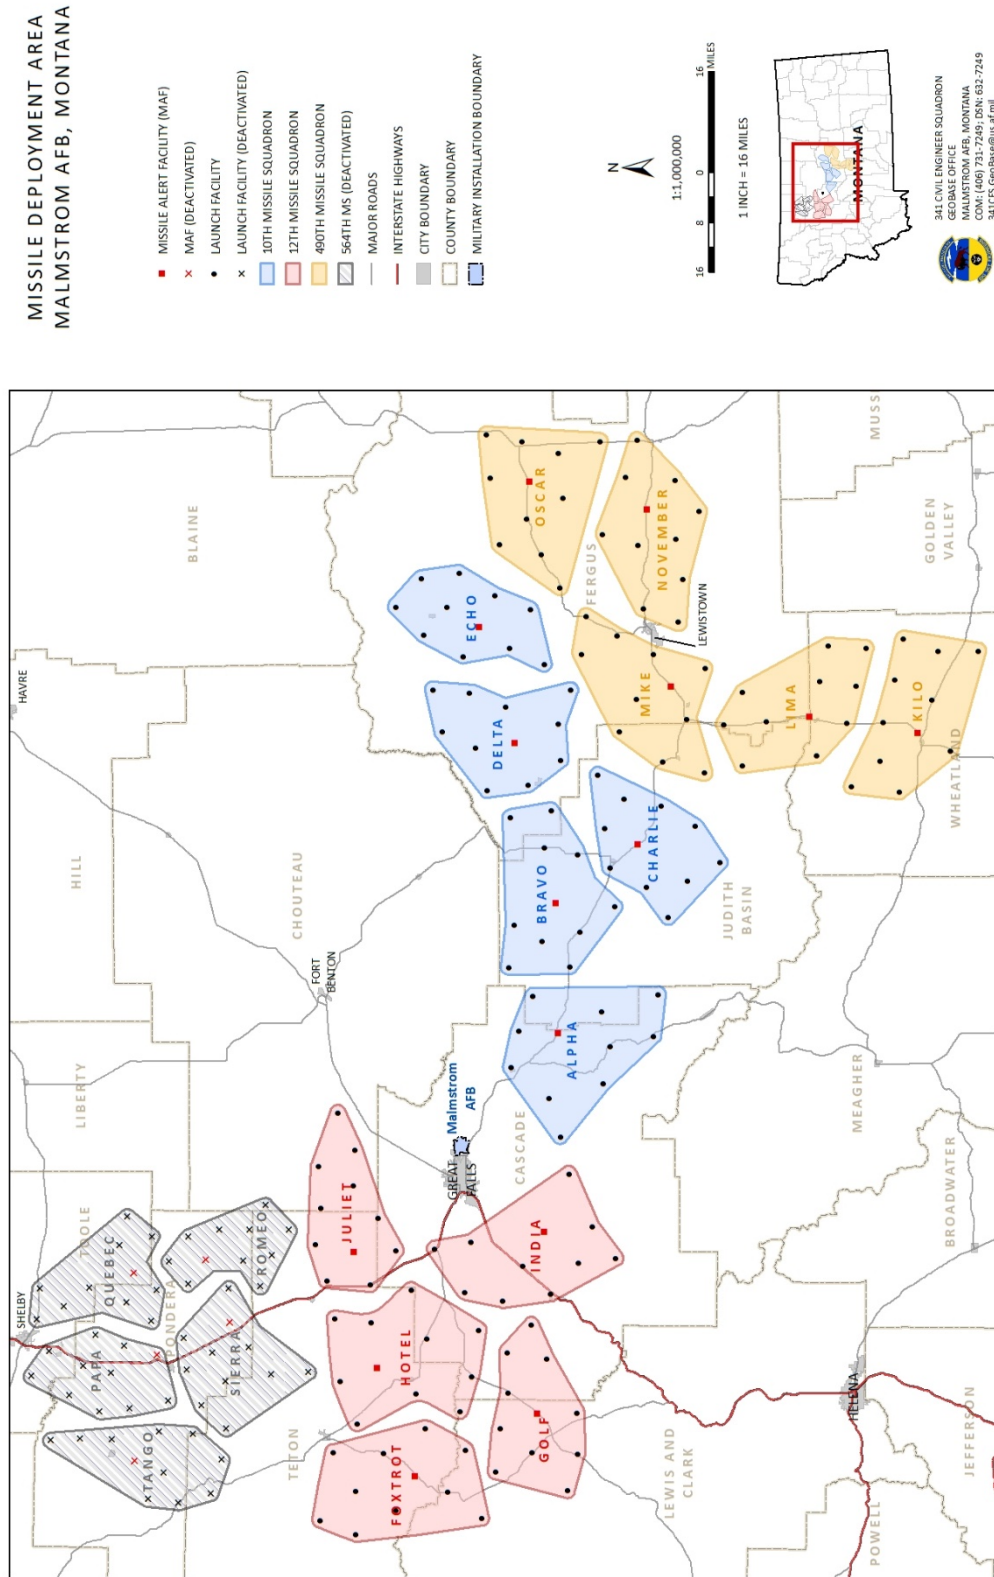 MISSILE DEPLOYMENT AREA
MALMSTROM AFB, MONTANA
MISSILE ALERT FACILITY (MAF)
MAF (DEACTIVATED)
LAUNCH FACILITY
LAUNCH FACILITY (DEACTIVATED)
10TH MISSILE SQUADRON
12TH MISSILE SQUADRON
490TH MISSILE SQUADRON
564TH MS (DEACTIVATED)
MAJOR ROADS
INTERSTATE HIGHWAYS
CITY BOUNDARY
COUNTY BOUNDARY
MILITARY INSTALLATION BOUNDARY
N
1:1,000,000
16 8 0 16 MILES
1 INCH = 16 MILES
MONTANA
341 CIVIL ENGINEER SQUADRON
GEOBASE OFFICE
MALMSTROM AFB, MONTANA
COM: (406) 731-7249; DSN: 632-7249
341CES.GeoBase@us.af.mil
SHELBY
HAVRE
LIBERTY
HILL
BLAINE
TOOLE
QUEBEC
PAPA
TANGO
PONDERA
SIERRA
ROMEO
CHOUTEAU
FORT
BENTON
TETON
JULIET
HOTEL
FOXTROT
Malmstrom
AFB
GREAT
FALLS
CASCADE
INDIA
GOLF
ALPHA
BRAVO
CHARLIE
DELTA
ECHO
OSCAR
NOVEMBER
FERGUS
LEWISTOWN
MIKE
LIMA
KILO
JUDITH
BASIN
LEWIS AND
CLARK
HELENA
MEAGHER
BROADWATER
WHEATLAND
GOLDEN
VALLEY
MUSS
POWELL
JEFFERSON